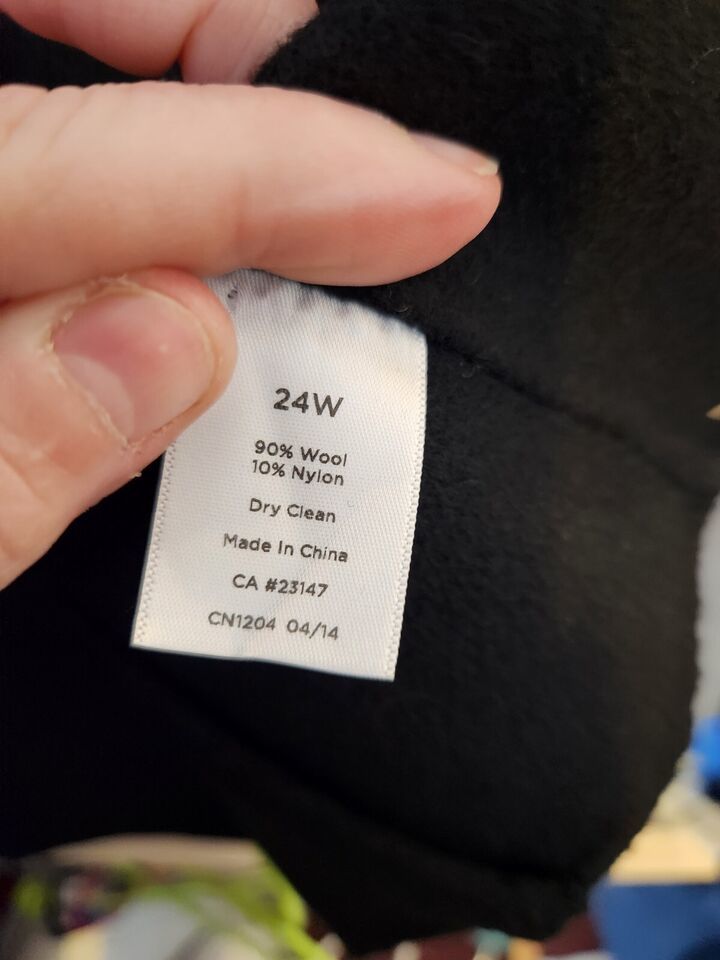 24W
90% Wool
10% Nylon
Dry Clean
Made In China
CA #23147
CN1204 04/14